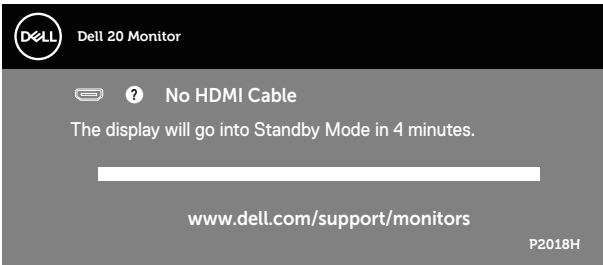 DELL
Dell 20 Monitor
? No HDMI Cable
The display will go into Standby Mode in 4 minutes.
www.dell.com/support/monitors
P2018H